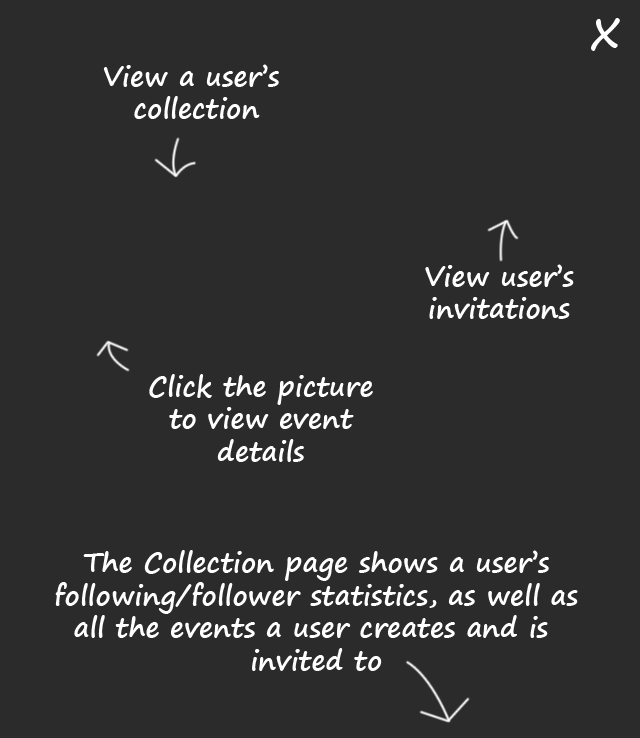 X
View a user's
collection
View user's
invitations
Click the picture
to view event
details
The Collection page shows a user's
following/follower statistics, as well as
all the events a user creates and is
invited to